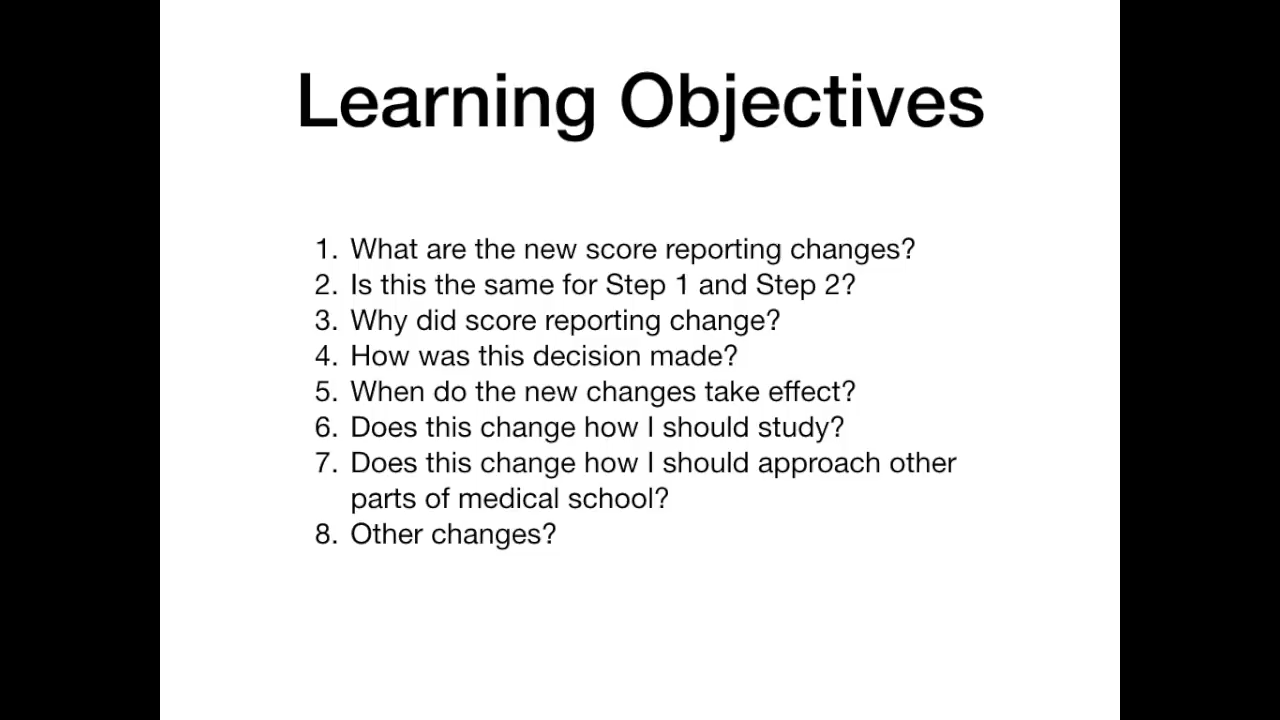 Learning Objectives
1. What are the new score reporting changes?
2. Is this the same for Step 1 and Step 2?
3. Why did score reporting change?
4. How was this decision made?
5. When do the new changes take effect?
6. Does this change how I should study?
7. Does this change how I should approach other
parts of medical school?
8. Other changes?